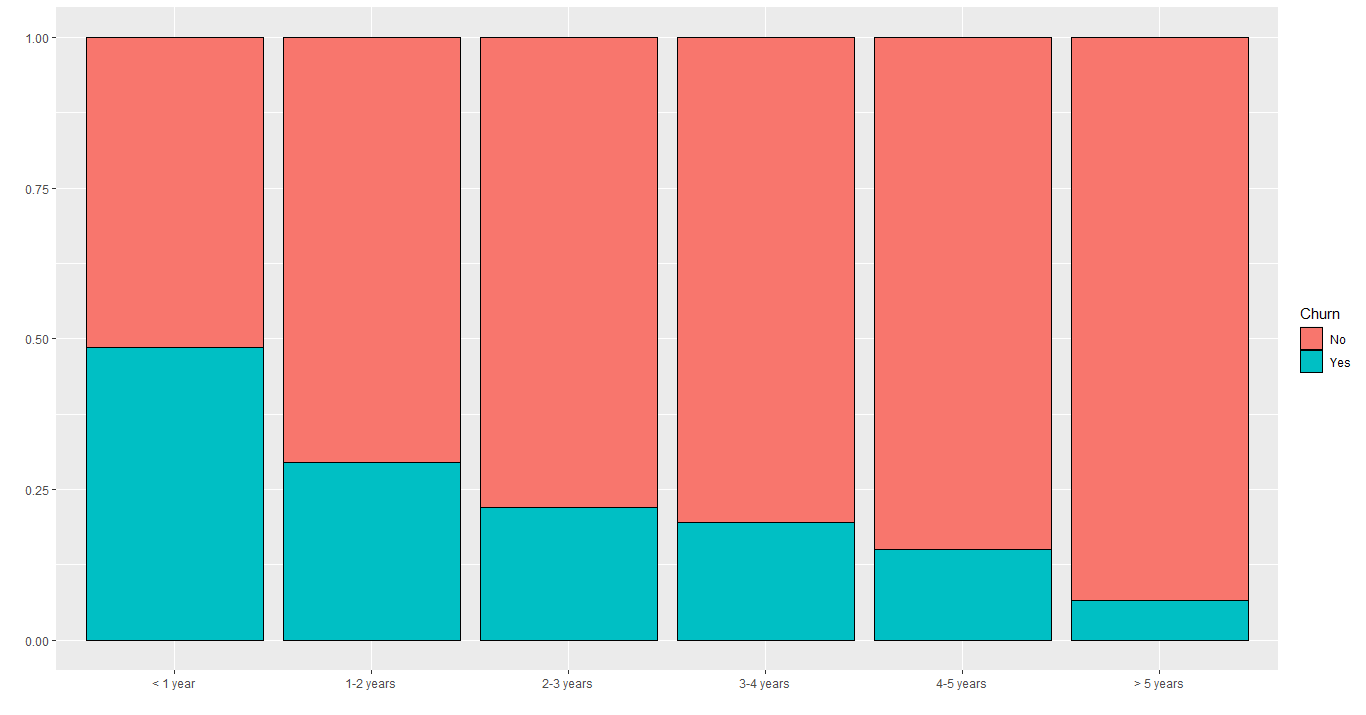 1.00
0.75
0.50
0.25
0.00
< 1 year
1-2 years
2-3 years
3-4 years
4-5 years
> 5 years
Churn
No
Yes